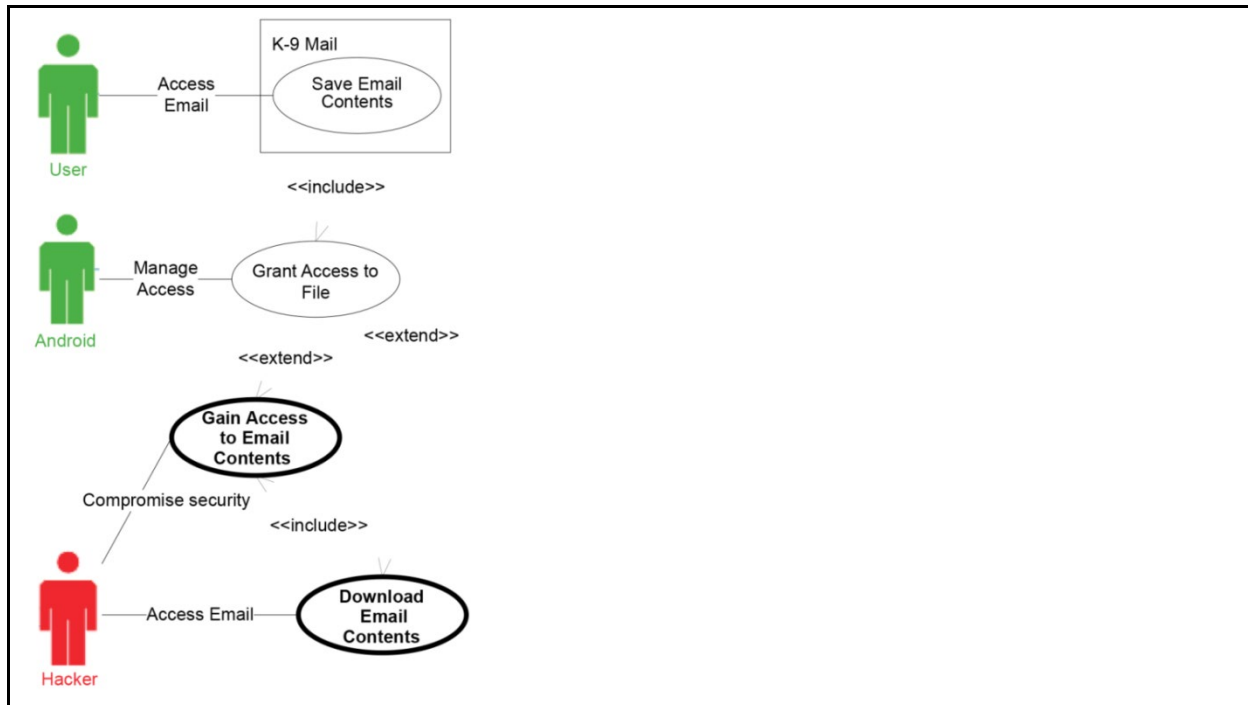 K-9 Mail
Save Email
Contents
Access
Email
User
<<include>>
Manage
Access
Grant Access to
File
Android
<<extend>>
<<extend>>
Gain Access
to Email
Contents
Compromise security
<<include>>
Access Email
Download
Email
Contents
Hacker